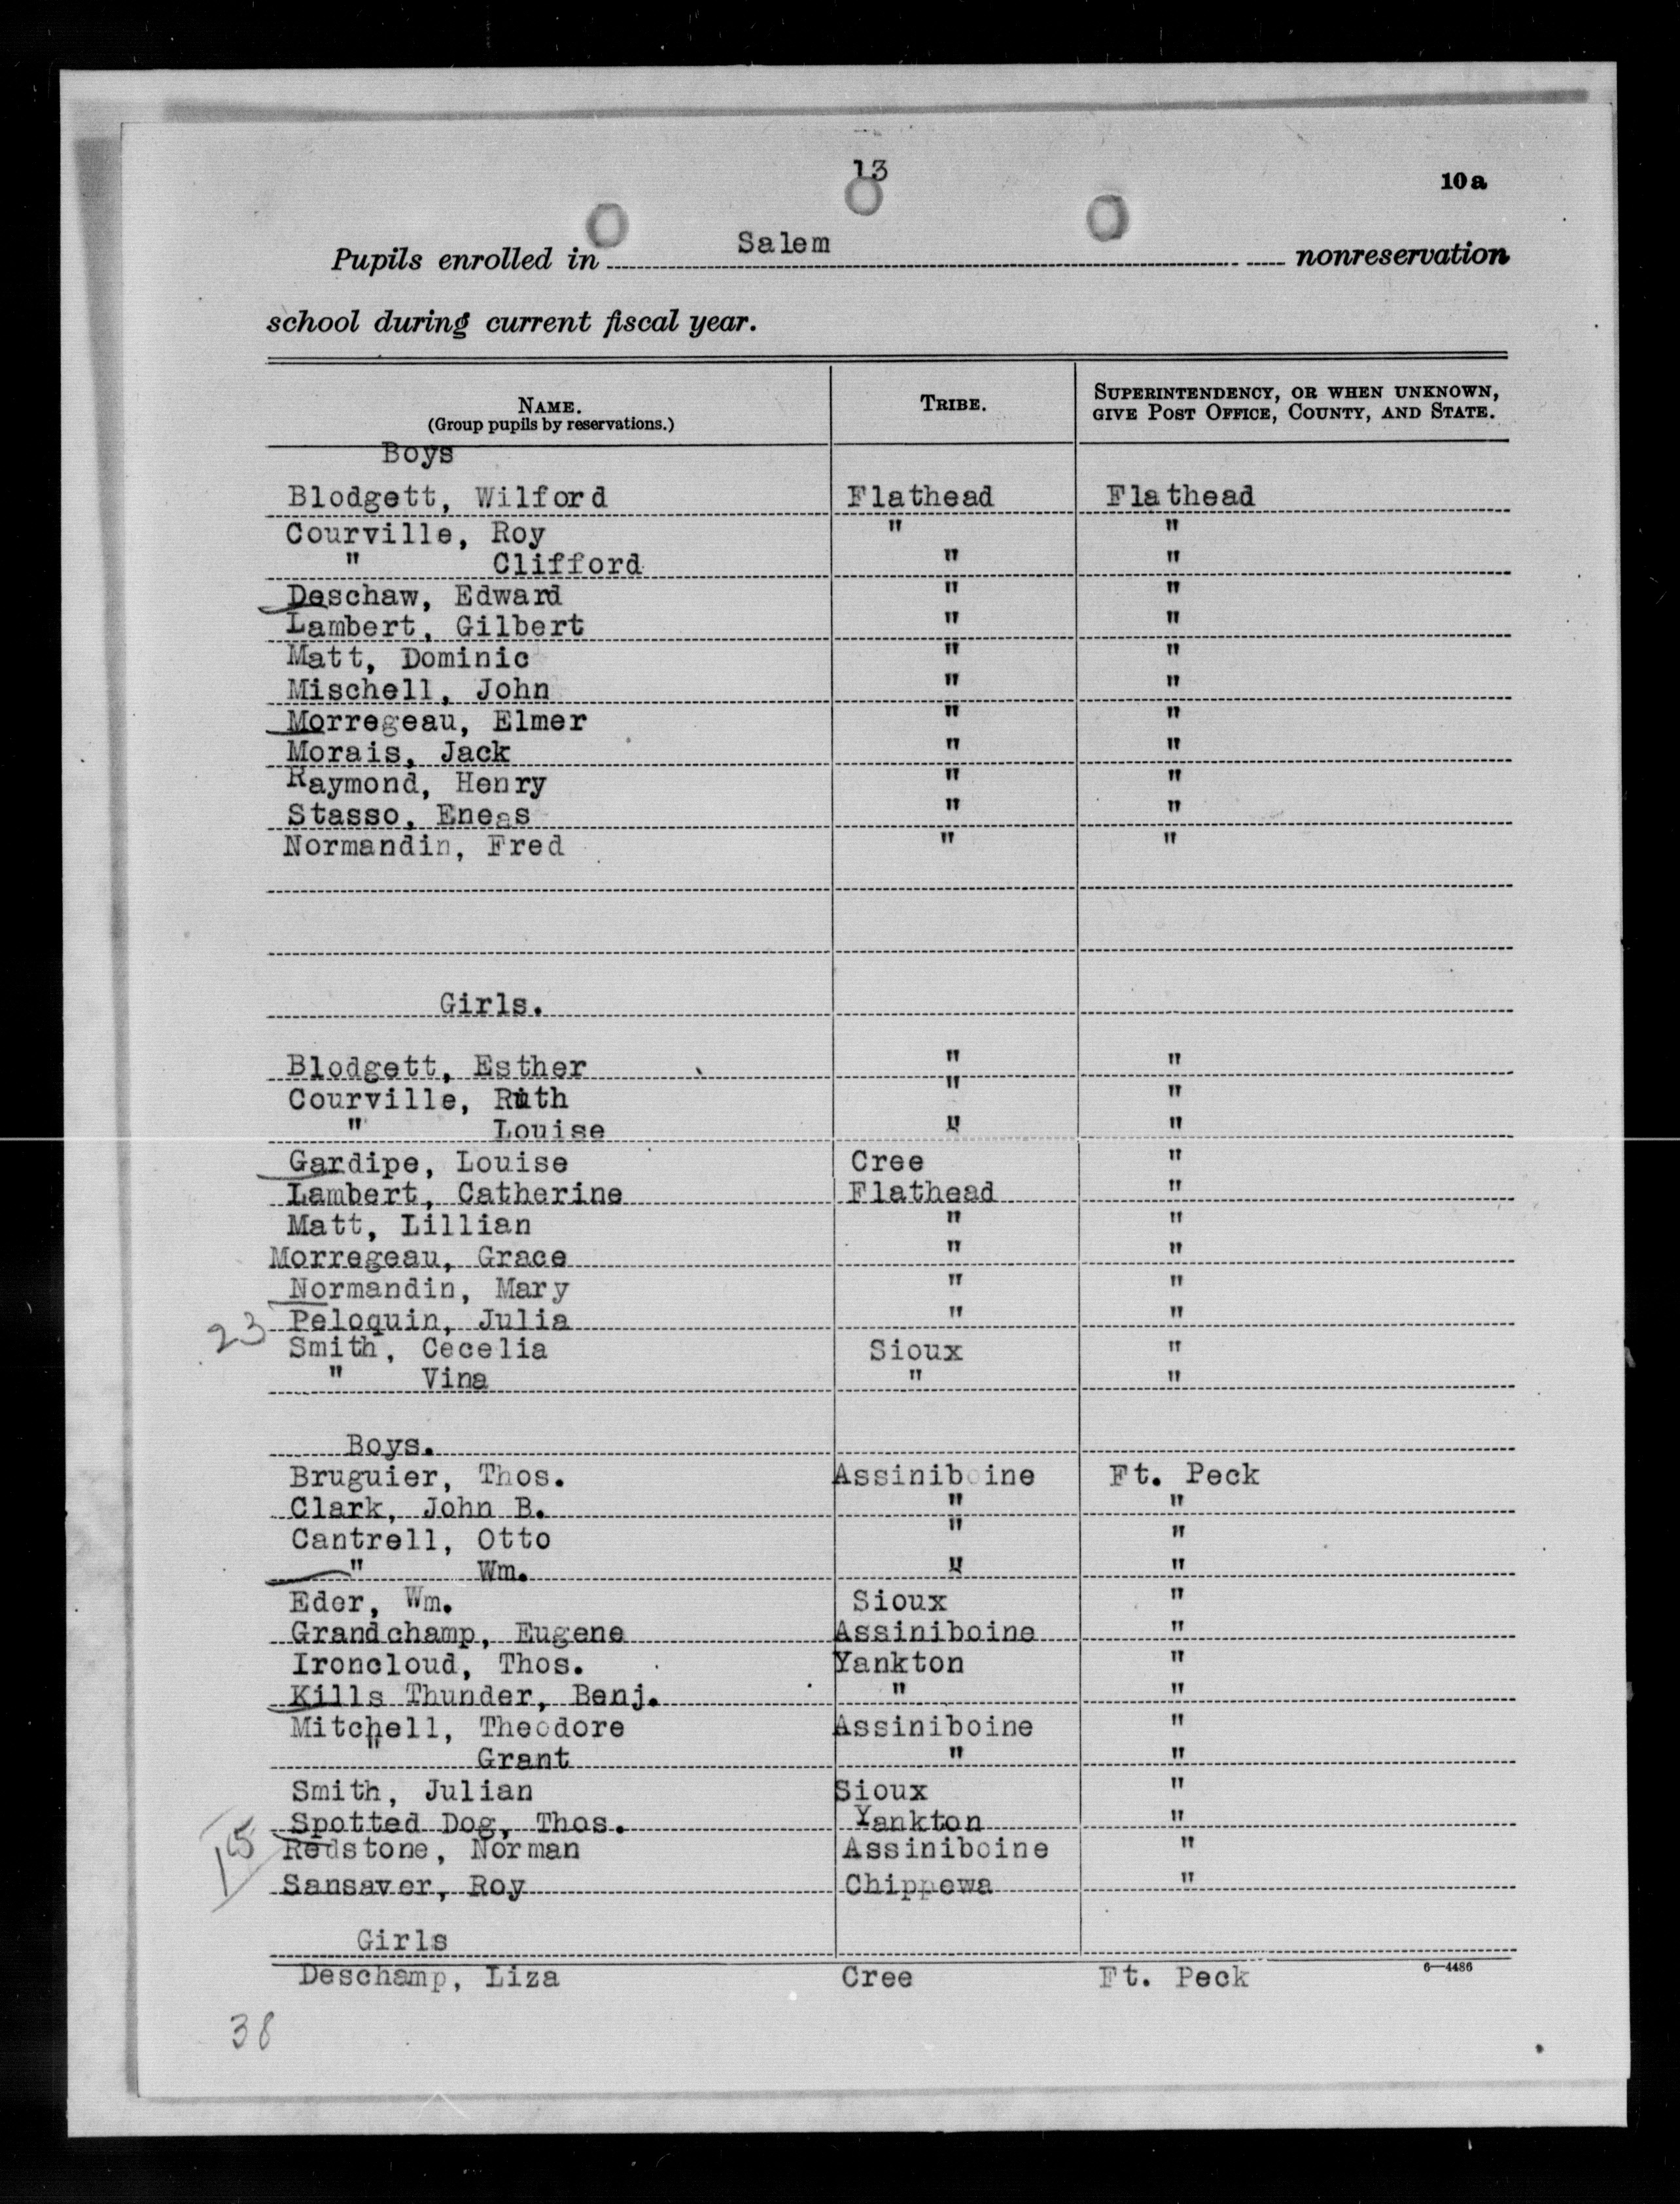 13
10a
Pupils enrolled in Salem nonreservation
school during current fiscal year.
NAME. TRIBE. SUPERINTENDENCY, OR WHEN UNKNOWN,
(Group pupils by reservations.) GIVE POST OFFICE, COUNTY, AND STATE.
Boys
Blodgett, Wilford Flathead Flathead
Courville, Roy " "
" Clifford " "
Deschaw, Edward " "
Lambert, Gilbert " "
Matt, Dominic " "
Mischell, John " "
Morregeau, Elmer " "
Morais, Jack " "
Raymond, Henry " "
Stasso, Eneas " "
Normandin, Fred " "
Girls.
Blodgett, Esther " "
Courville, Ruth " "
" Louise " "
Gardipe, Louise Cree "
Lambert, Catherine Flathead "
Matt, Lillian " "
Morregeau, Grace " "
Normandin, Mary " "
23 Peloquin, Julia " "
Smith, Cecelia Sioux "
" Vina " "
Boys.
Bruguier, Thos. Assiniboine Ft. Peck
Clark, John B. " "
Cantrell, Otto " "
" Wm. " "
Eder, Wm. Sioux "
Grandchamp, Eugene Assiniboine "
Ironcloud, Thos. Yankton "
Kills Thunder, Benj. " "
Mitchell, Theodore Assiniboine "
" Grant " "
Smith, Julian Sioux "
Spotted Dog, Thos. Yankton "
15 Redstone, Norman Assiniboine "
Sansaver, Roy Chippewa "
Girls
Deschamp, Liza Cree Ft. Peck 6—4486
38